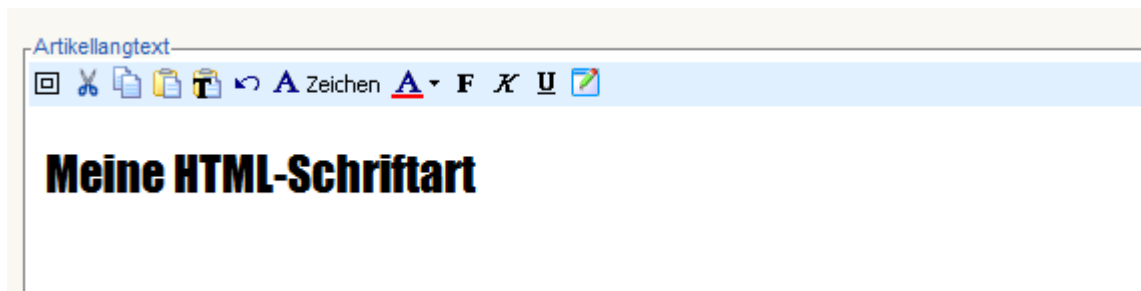 Artikellangtext
A Zeichen A F K U
Meine HTML-Schriftart